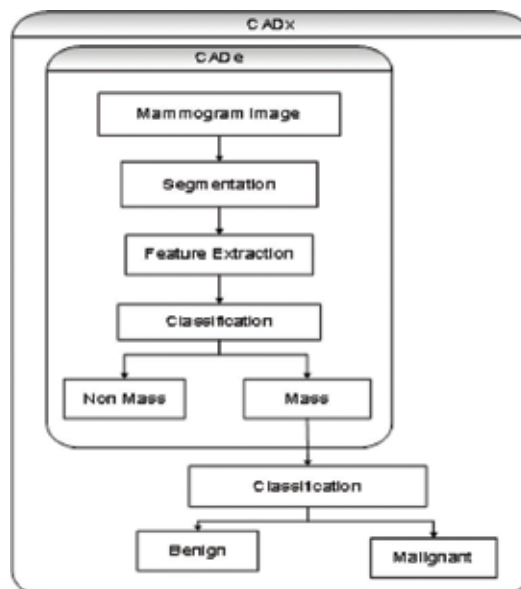 CADx
CADe
Mammogram Image
Segmentation
Feature Extraction
Classification
Non Mass
Mass
Classification
Benign
Malignant